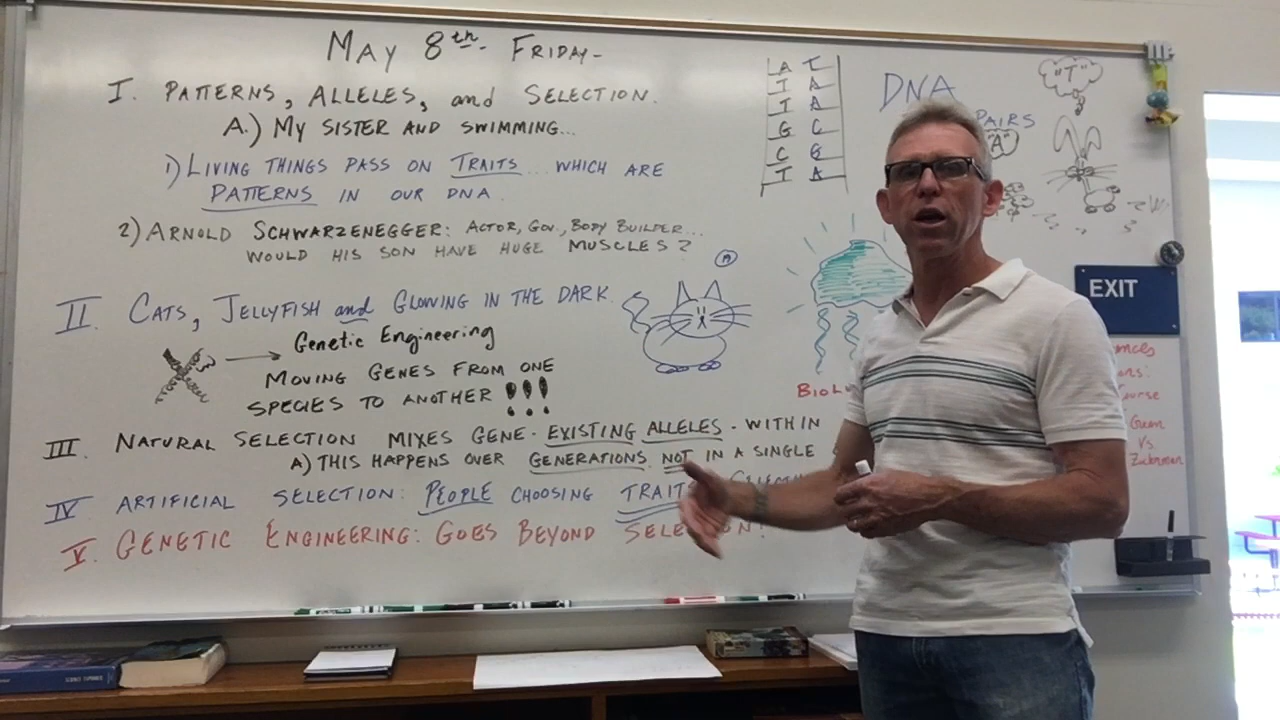 MAY 8th. FRIDAY-
I. PATTERNS, ALLELES, and SELECTION.
A.) MY SISTER AND SWIMMING...
1) LIVING THINGS PASS ON TRAITS... WHICH ARE
PATTERNS IN OUR DNA.
2) ARNOLD SCHWARZENEGGER: ACTOR, GOV., BODY BUILDER...
WOULD HIS SON HAVE HUGE MUSCLES?
II. CATS, JELLYFISH and GLOWING IN THE DARK.
Genetic Engineering
MOVING GENES FROM ONE
SPECIES TO ANOTHER !!!
III. NATURAL SELECTION MIXES GENE - EXISTING ALLELES - WITHIN
A) THIS HAPPENS OVER GENERATIONS NOT IN A SINGLE
IV ARTIFICIAL SELECTION: PEOPLE CHOOSING
V. GENETIC ENGINEERING: GOES BEYOND
A T
T A
T A
G C
C G
T A
DNA
PAIRS
"A"
"T"
EXIT
Green
Vs.
Zuckerman